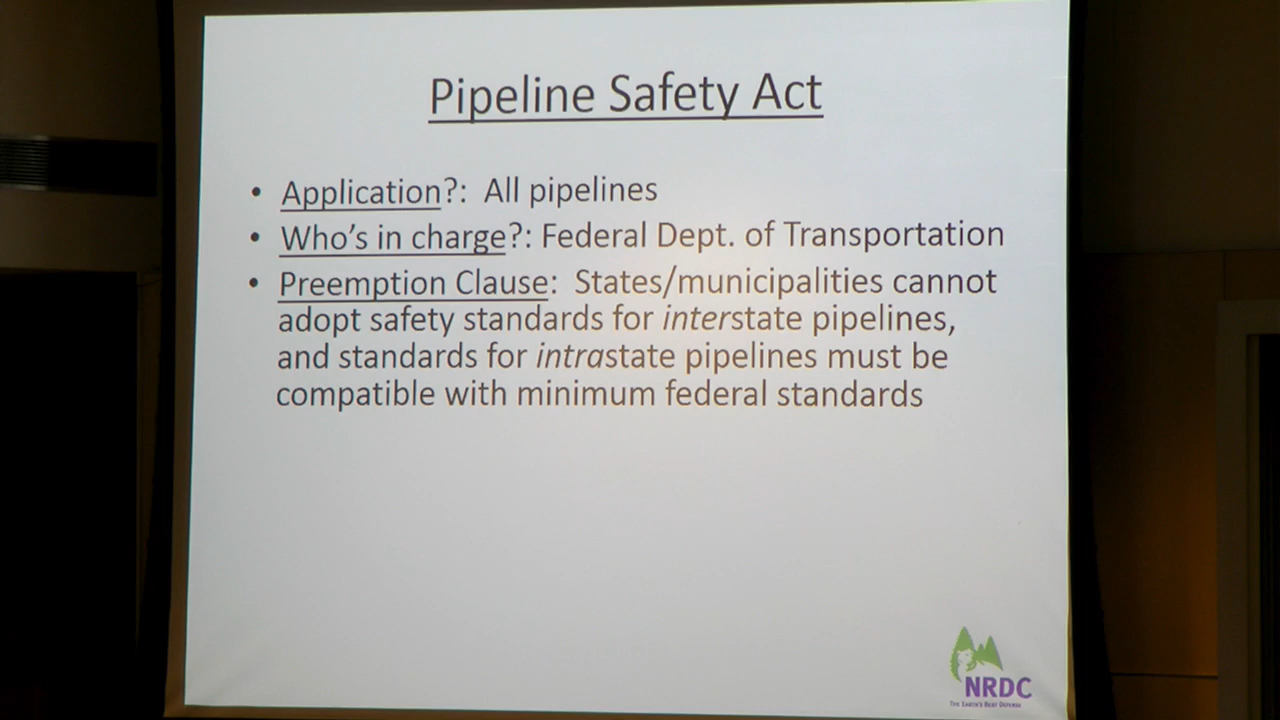 Pipeline Safety Act
• Application?: All pipelines
• Who's in charge?: Federal Dept. of Transportation
• Preemption Clause: States/municipalities cannot
adopt safety standards for interstate pipelines,
and standards for intrastate pipelines must be
compatible with minimum federal standards
NRDC
THE EARTH'S BEST DEFENSE